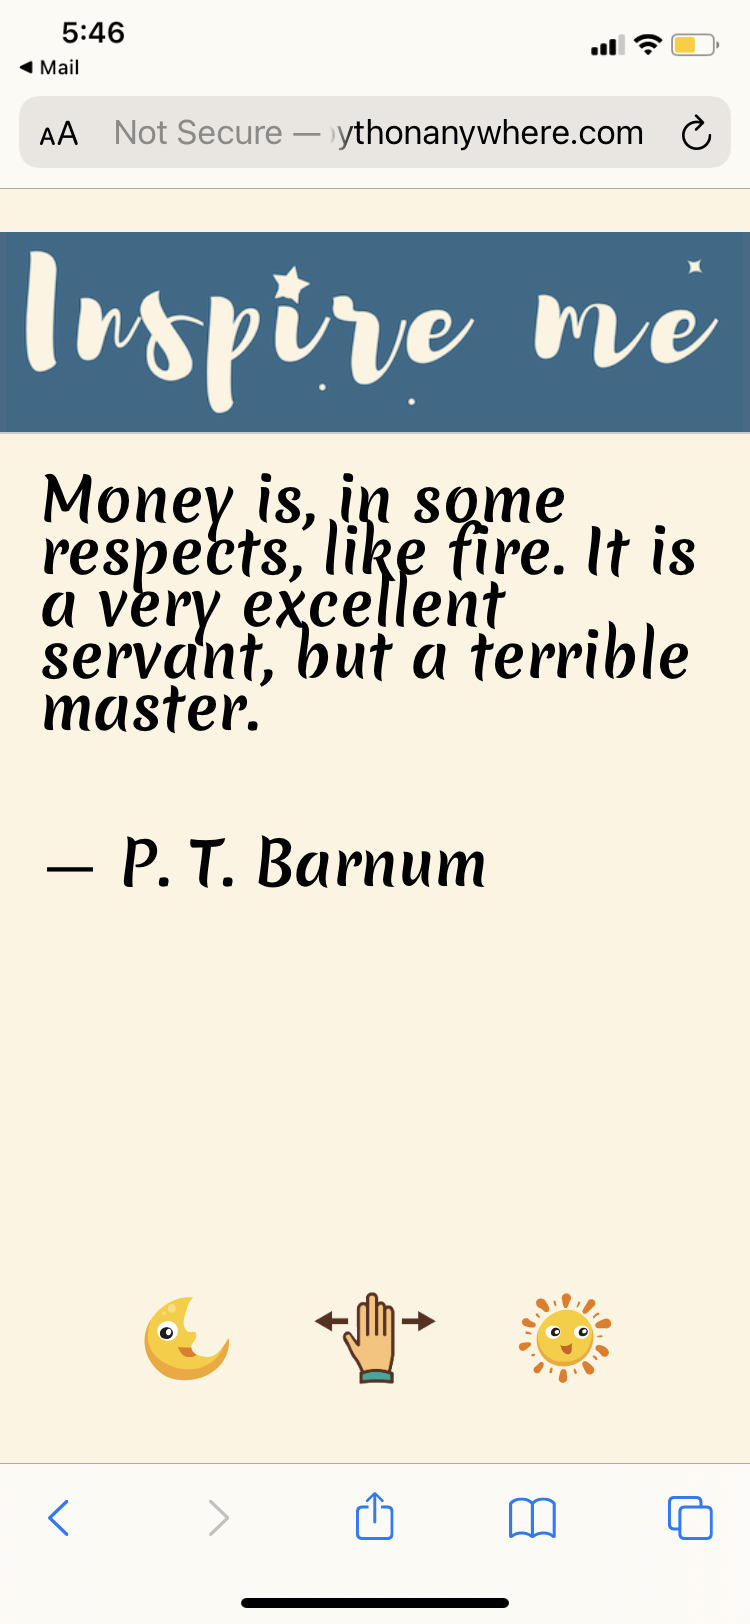 5:46
◀ Mail
AA Not Secure — ythonanywhere.com
Inspire me
Money is, in some
respects, like fire. It is
a very excellent
servant, but a terrible
master.
— P. T. Barnum